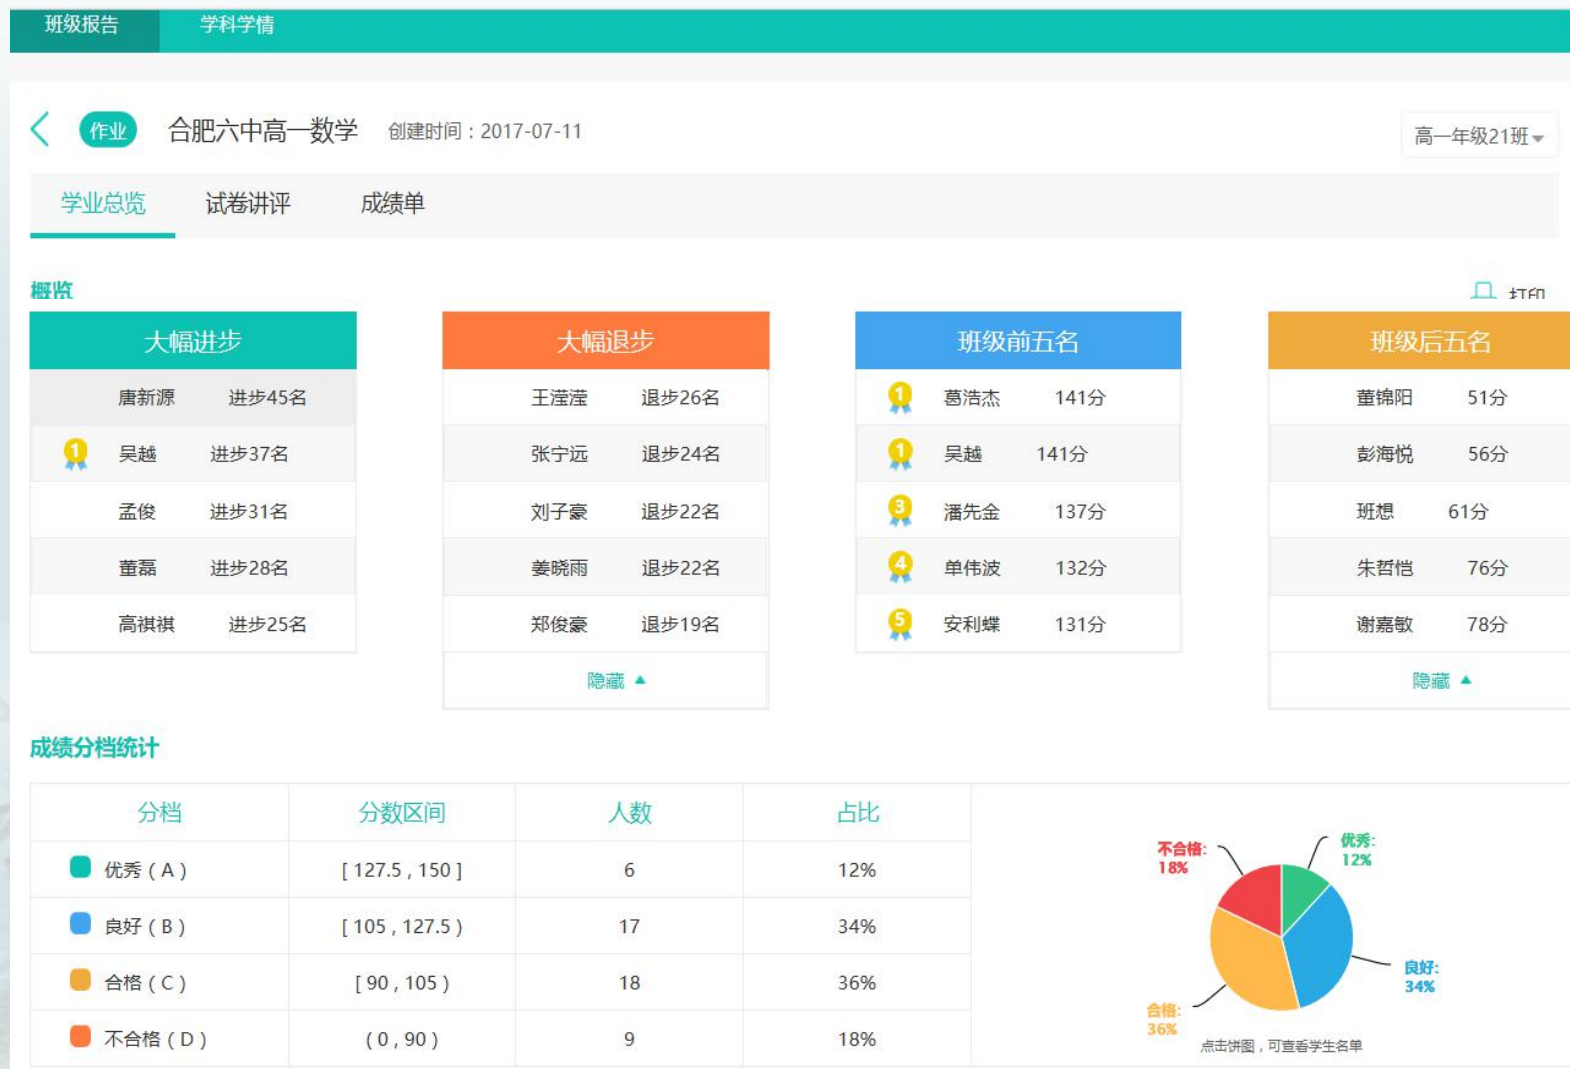 班级报告 学科学情
作业 合肥六中高一数学 创建时间：2017-07-11 高一年级21班
学业总览 试卷讲评 成绩单
概览 打印
大幅进步 大幅退步 班级前五名 班级后五名
唐新源 进步45名 王滢滢 退步26名 1 葛浩杰 141分 董锦阳 51分
1 吴越 进步37名 张宁远 退步24名 1 吴越 141分 彭海悦 56分
孟俊 进步31名 刘子豪 退步22名 3 潘先金 137分 班想 61分
董磊 进步28名 姜晓雨 退步22名 4 单伟波 132分 朱哲恺 76分
高祺祺 进步25名 郑俊豪 退步19名 5 安利蝶 131分 谢嘉敏 78分
隐藏 隐藏
成绩分档统计
分档 分数区间 人数 占比
优秀（A） [127.5，150] 6 12%
良好（B） [105，127.5) 17 34%
合格（C） [90，105) 18 36%
不合格（D） (0，90) 9 18%
优秀:
12%
不合格:
18%
良好:
34%
合格:
36%
点击饼图，可查看学生名单